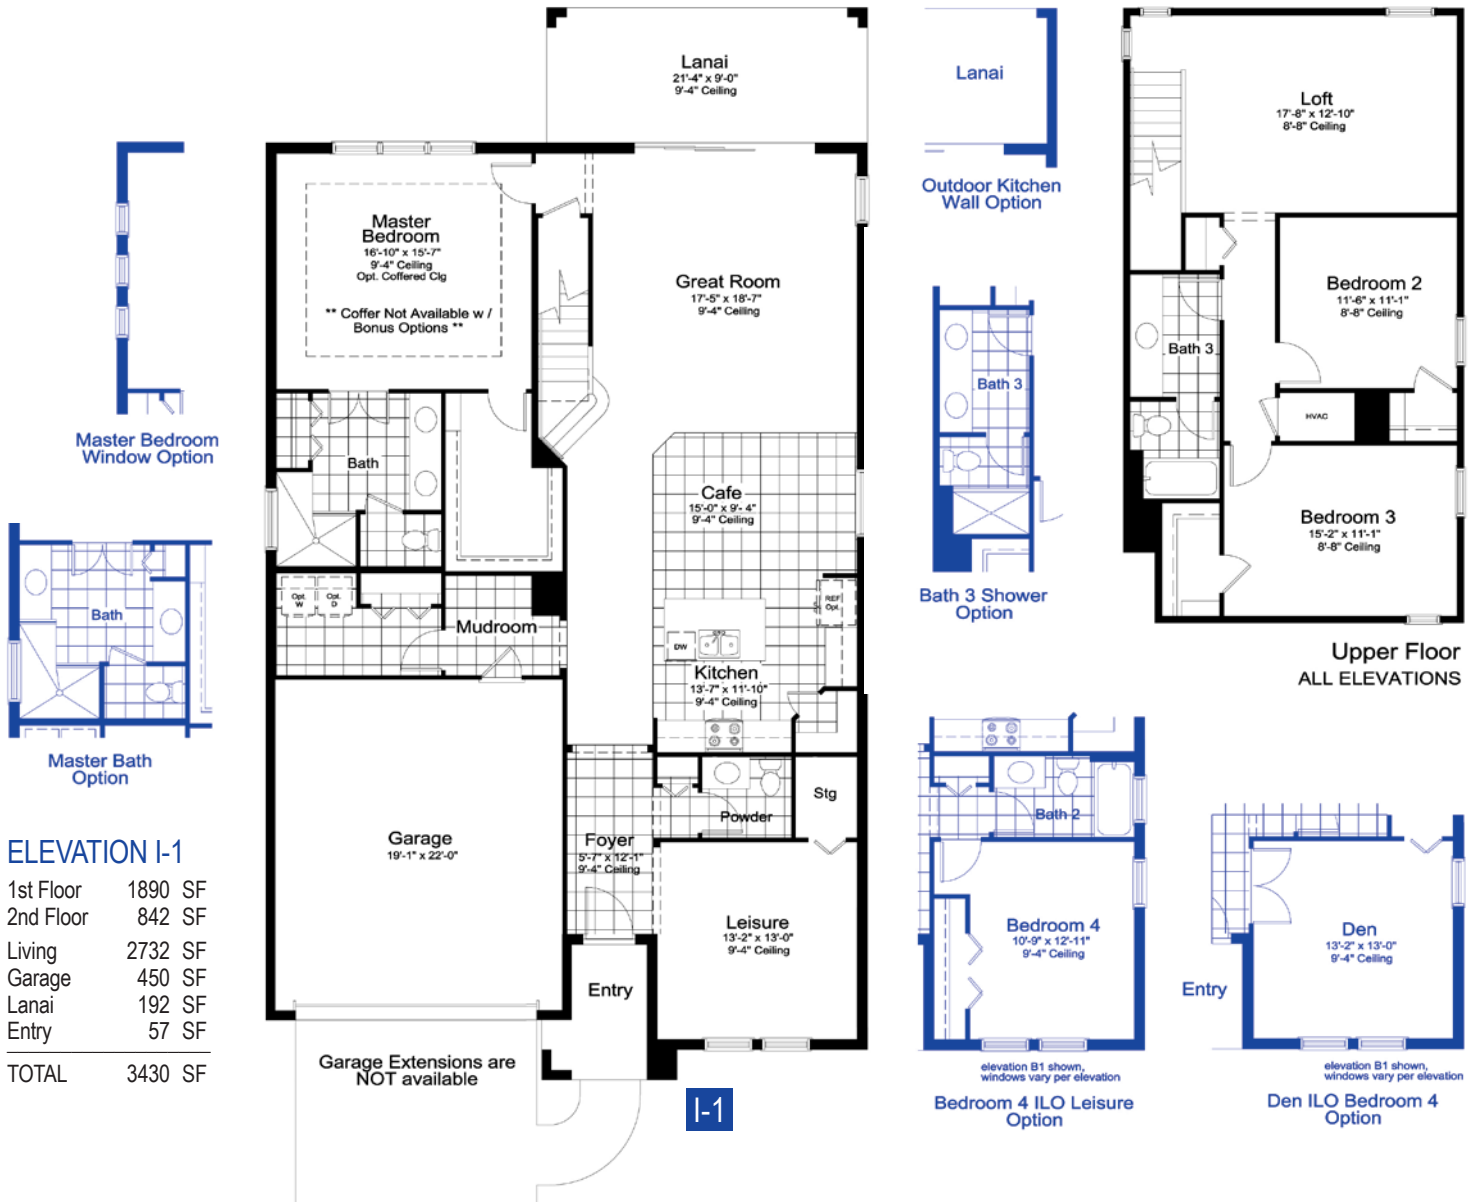 Lanai
21'-4" x 9'-0"
9'-4" Ceiling
Master
Bedroom
16'-10" x 15'-7"
9'-4" Ceiling
Opt. Coffered Clg
** Coffer Not Available w /
Bonus Options **
Great Room
17'-5" x 18'-7"
9'-4" Ceiling
Bath
Cafe
15'-0" x 9'- 4"
9'-4" Ceiling
Opt.
W
Opt.
D
Mudroom
REF
Opt.
DW
Kitchen
13'-7" x 11'-10"
9'-4" Ceiling
Garage
19'-1" x 22'-0"
Foyer
5'-7" x 12'-1"
9'-4" Ceiling
Powder
Stg
Leisure
13'-2" x 13'-0"
9'-4" Ceiling
Entry
Garage Extensions are
NOT available
I-1
Master Bedroom
Window Option
Bath
Master Bath
Option
ELEVATION I-1
1st Floor 1890 SF
2nd Floor 842 SF
Living 2732 SF
Garage 450 SF
Lanai 192 SF
Entry 57 SF
TOTAL 3430 SF
Lanai
Outdoor Kitchen
Wall Option
Bath 3
Bath 3 Shower
Option
Loft
17'-8" x 12'-10"
8'-8" Ceiling
Bedroom 2
11'-6" x 11'-1"
8'-8" Ceiling
Bath 3
HVAC
Bedroom 3
15'-2" x 11'-1"
8'-8" Ceiling
Upper Floor
ALL ELEVATIONS
Bath 2
Bedroom 4
10'-9" x 12'-11"
9'-4" Ceiling
elevation B1 shown,
windows vary per elevation
Bedroom 4 ILO Leisure
Option
Den
13'-2" x 13'-0"
9'-4" Ceiling
Entry
elevation B1 shown,
windows vary per elevation
Den ILO Bedroom 4
Option